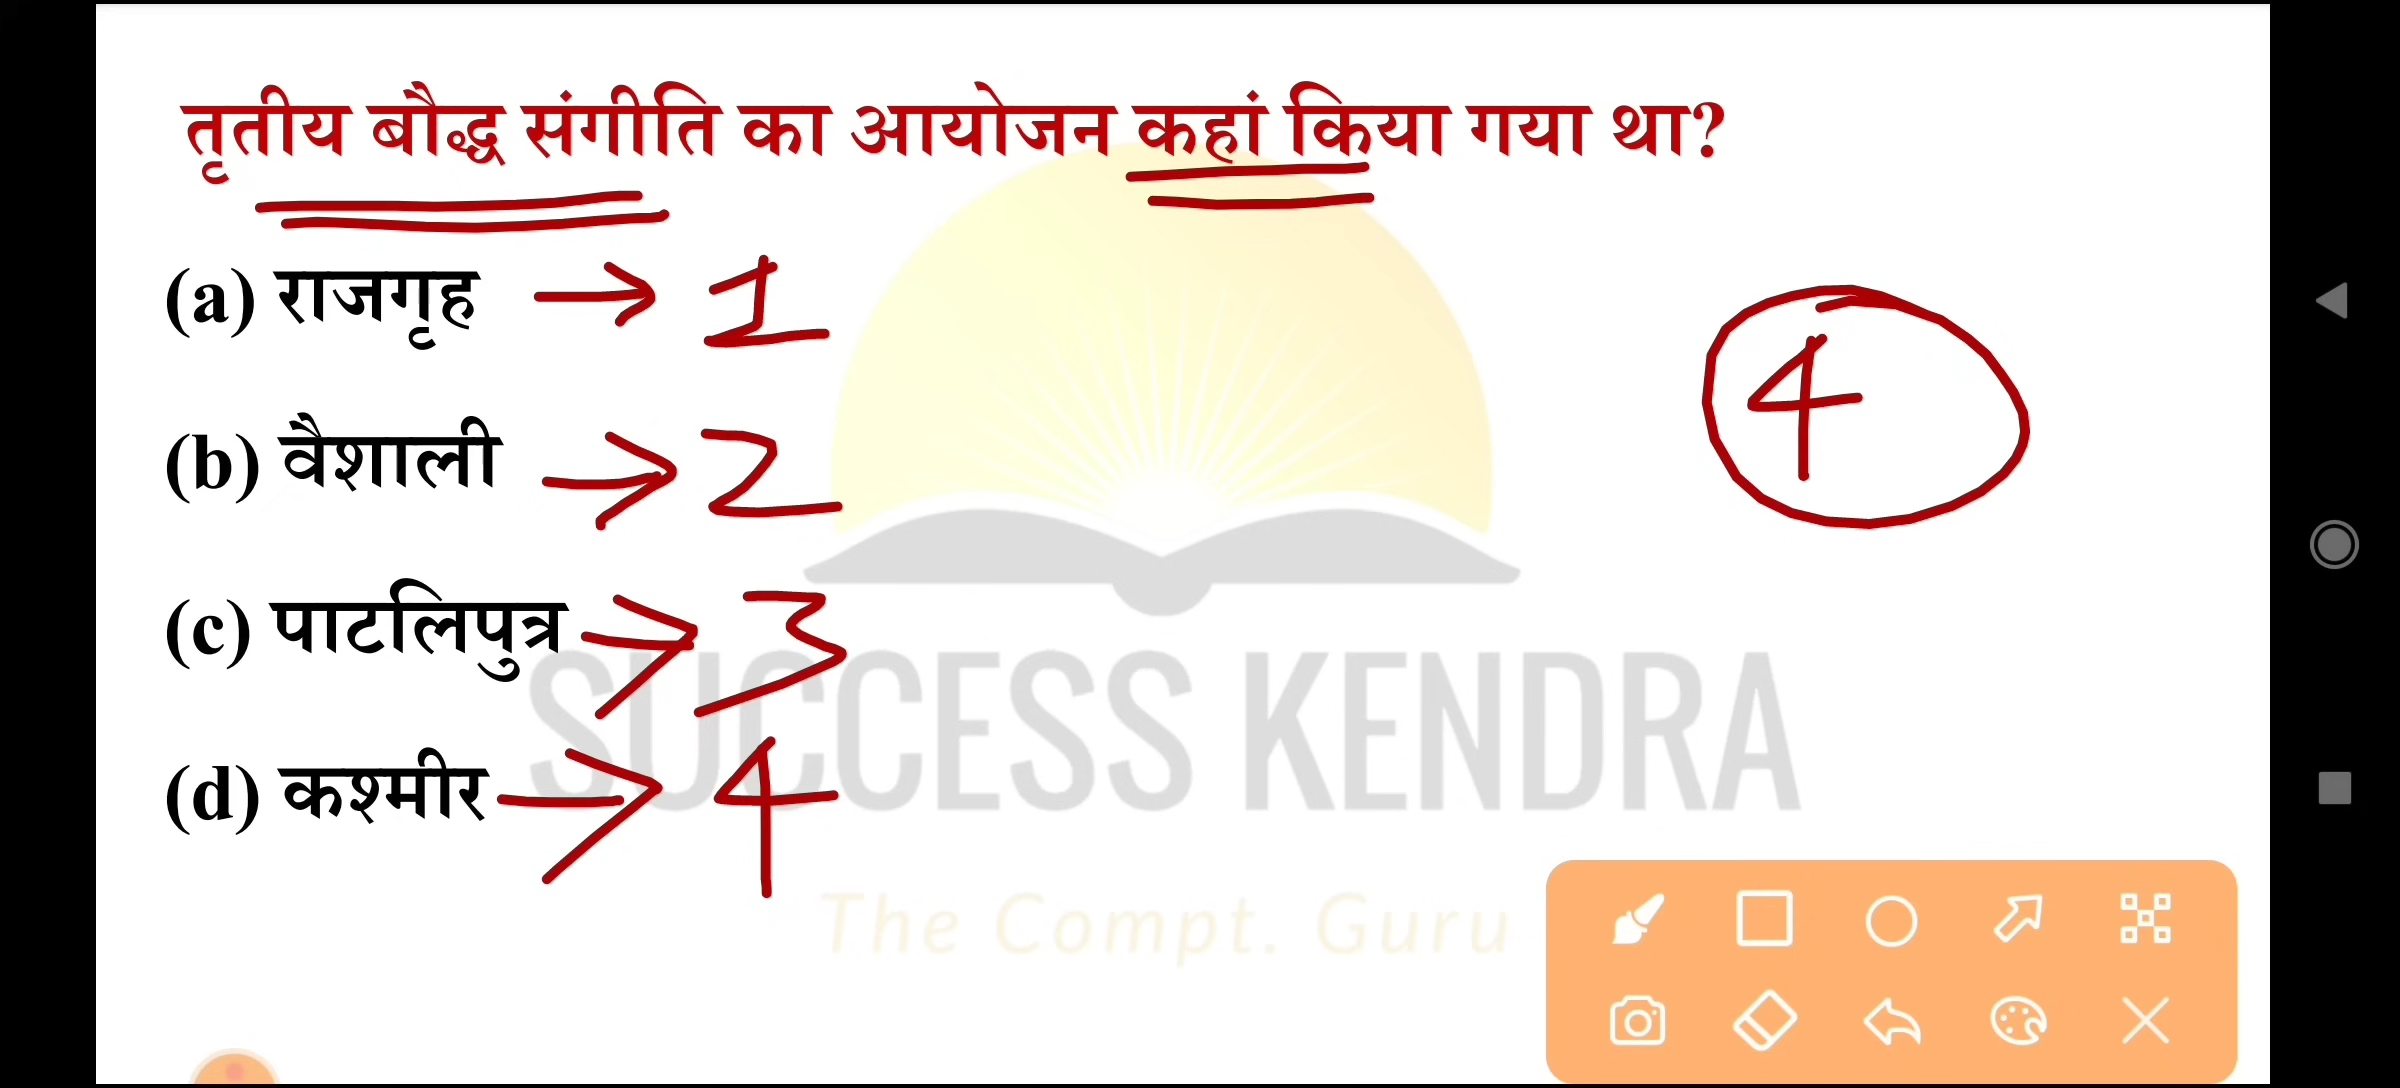 तृतीय बौद्ध संगीति का आयोजन कहां किया गया था?
(a) राजगृह → 1
4
(b) वैशाली → 2
(c) पाटलिपुत्र → 3
SUCCESS KENDRA
(d) कश्मीर → 4
The Compt. Guru